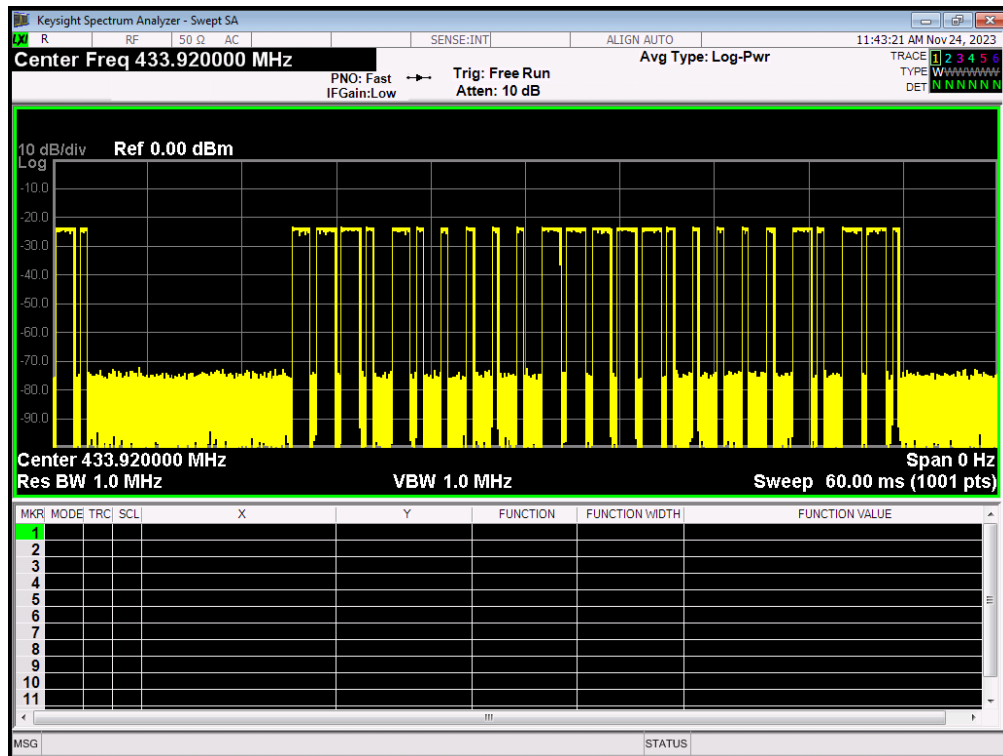 Keysight Spectrum Analyzer - Swept SA
LXI R RF 50 Ω AC SENSE:INT ALIGN AUTO 11:43:21 AM Nov 24, 2023
Center Freq 433.920000 MHz
PNO: Fast
IFGain:Low
Trig: Free Run
Atten: 10 dB
Avg Type: Log-Pwr
TRACE 1 2 3 4 5 6
TYPE WWWWWW
DET N N N N N N
10 dB/div Ref 0.00 dBm
Log
-10.0
-20.0
-30.0
-40.0
-50.0
-60.0
-70.0
-80.0
-90.0
Center 433.920000 MHz Span 0 Hz
Res BW 1.0 MHz VBW 1.0 MHz Sweep 60.00 ms (1001 pts)
MKR MODE TRC SCL X Y FUNCTION FUNCTION WIDTH FUNCTION VALUE
1
2
3
4
5
6
7
8
9
10
11
MSG STATUS